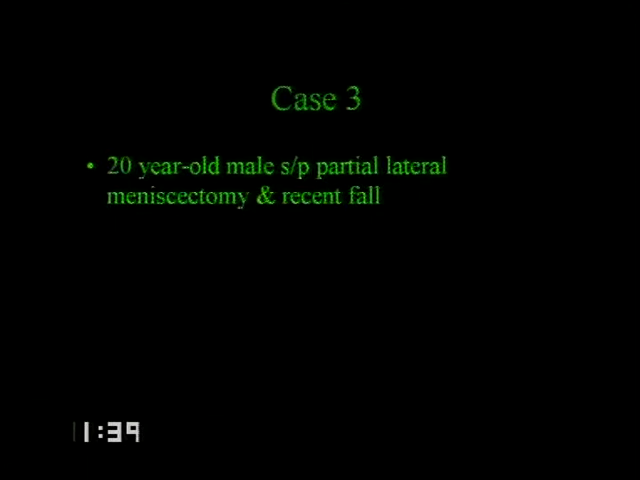 Case 3
• 20 year-old male s/p partial lateral
meniscectomy & recent fall
1:39